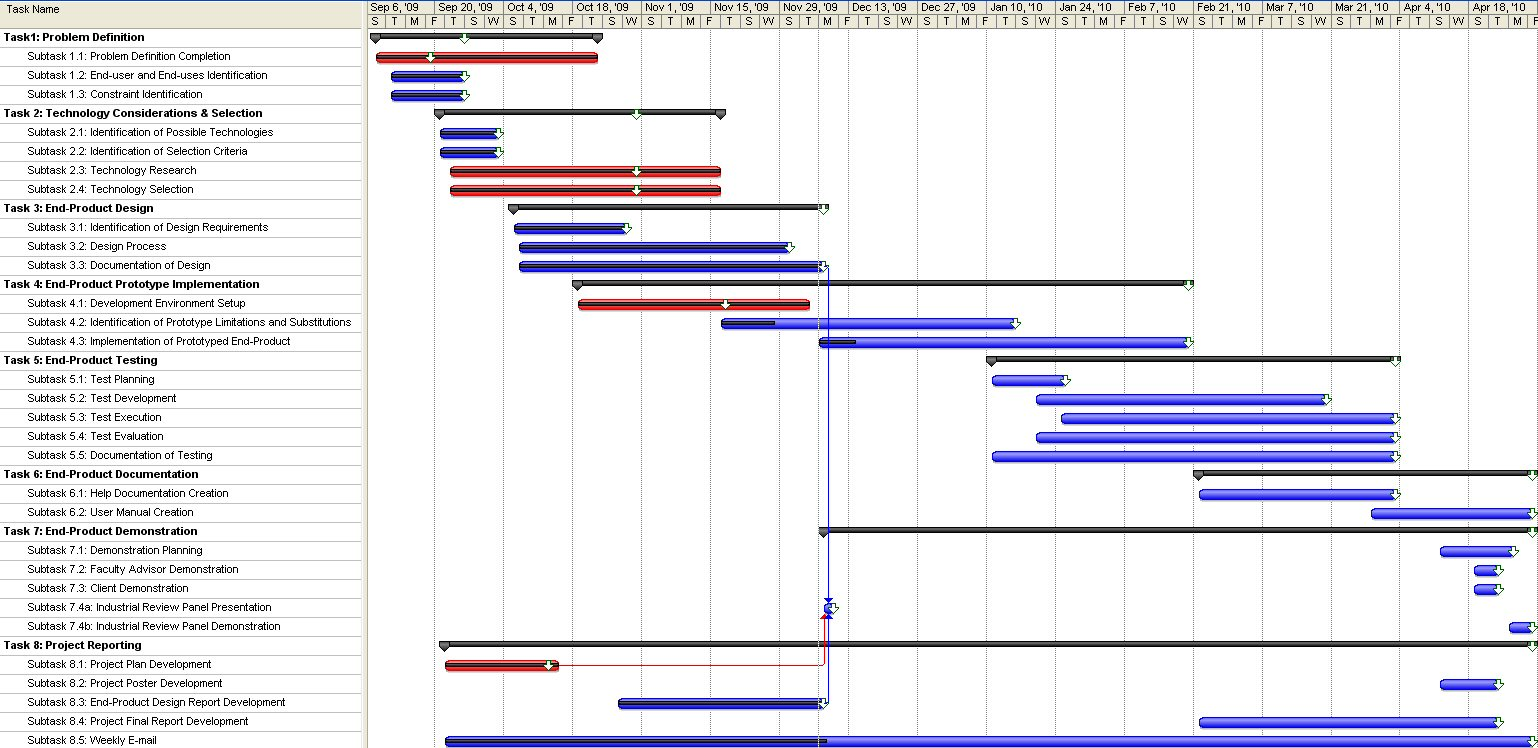 Task Name
Sep 6, '09 Sep 20, '09 Oct 4, '09 Oct 18, '09 Nov 1, '09 Nov 15, '09 Nov 29, '09 Dec 13, '09 Dec 27, '09 Jan 10, '10 Jan 24, '10 Feb 7, '10 Feb 21, '10 Mar 7, '10 Mar 21, '10 Apr 4, '10 Apr 18, '10
S T M F T S W S T M F T S W S T M F T S W S T M F T S W S T M F T S W S T M F T S W S T M F T S W S T M F T S W S T M F
Task1: Problem Definition
Subtask 1.1: Problem Definition Completion
Subtask 1.2: End-user and End-uses Identification
Subtask 1.3: Constraint Identification
Task 2: Technology Considerations & Selection
Subtask 2.1: Identification of Possible Technologies
Subtask 2.2: Identification of Selection Criteria
Subtask 2.3: Technology Research
Subtask 2.4: Technology Selection
Task 3: End-Product Design
Subtask 3.1: Identification of Design Requirements
Subtask 3.2: Design Process
Subtask 3.3: Documentation of Design
Task 4: End-Product Prototype Implementation
Subtask 4.1: Development Environment Setup
Subtask 4.2: Identification of Prototype Limitations and Substitutions
Subtask 4.3: Implementation of Prototyped End-Product
Task 5: End-Product Testing
Subtask 5.1: Test Planning
Subtask 5.2: Test Development
Subtask 5.3: Test Execution
Subtask 5.4: Test Evaluation
Subtask 5.5: Documentation of Testing
Task 6: End-Product Documentation
Subtask 6.1: Help Documentation Creation
Subtask 6.2: User Manual Creation
Task 7: End-Product Demonstration
Subtask 7.1: Demonstration Planning
Subtask 7.2: Faculty Advisor Demonstration
Subtask 7.3: Client Demonstration
Subtask 7.4a: Industrial Review Panel Presentation
Subtask 7.4b: Industrial Review Panel Demonstration
Task 8: Project Reporting
Subtask 8.1: Project Plan Development
Subtask 8.2: Project Poster Development
Subtask 8.3: End-Product Design Report Development
Subtask 8.4: Project Final Report Development
Subtask 8.5: Weekly E-mail